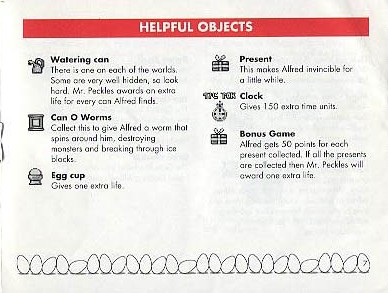 HELPFUL OBJECTS
Watering can
There is one on each of the worlds.
Some are very well hidden, so look
hard. Mr. Peckles awards an extra
life for every can Alfred finds.
Can O Worms
Collect this to give Alfred a worm that
spins around him, destroying
monsters and breaking through ice
blocks.
Egg cup
Gives one extra life.
Present
This makes Alfred invincible for
a little while.
TIC TOK
Clock
Gives 150 extra time units.
Bonus Game
Alfred gets 50 points for each
present collected. If all the presents
are collected then Mr. Peckles will
award one extra life.
7